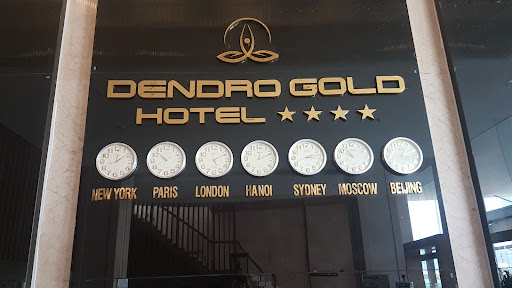 DENDRO GOLD
HOTEL ★★★★
NEW YORK PARIS LONDON HANOI SYDNEY MOSCOW BEIJING